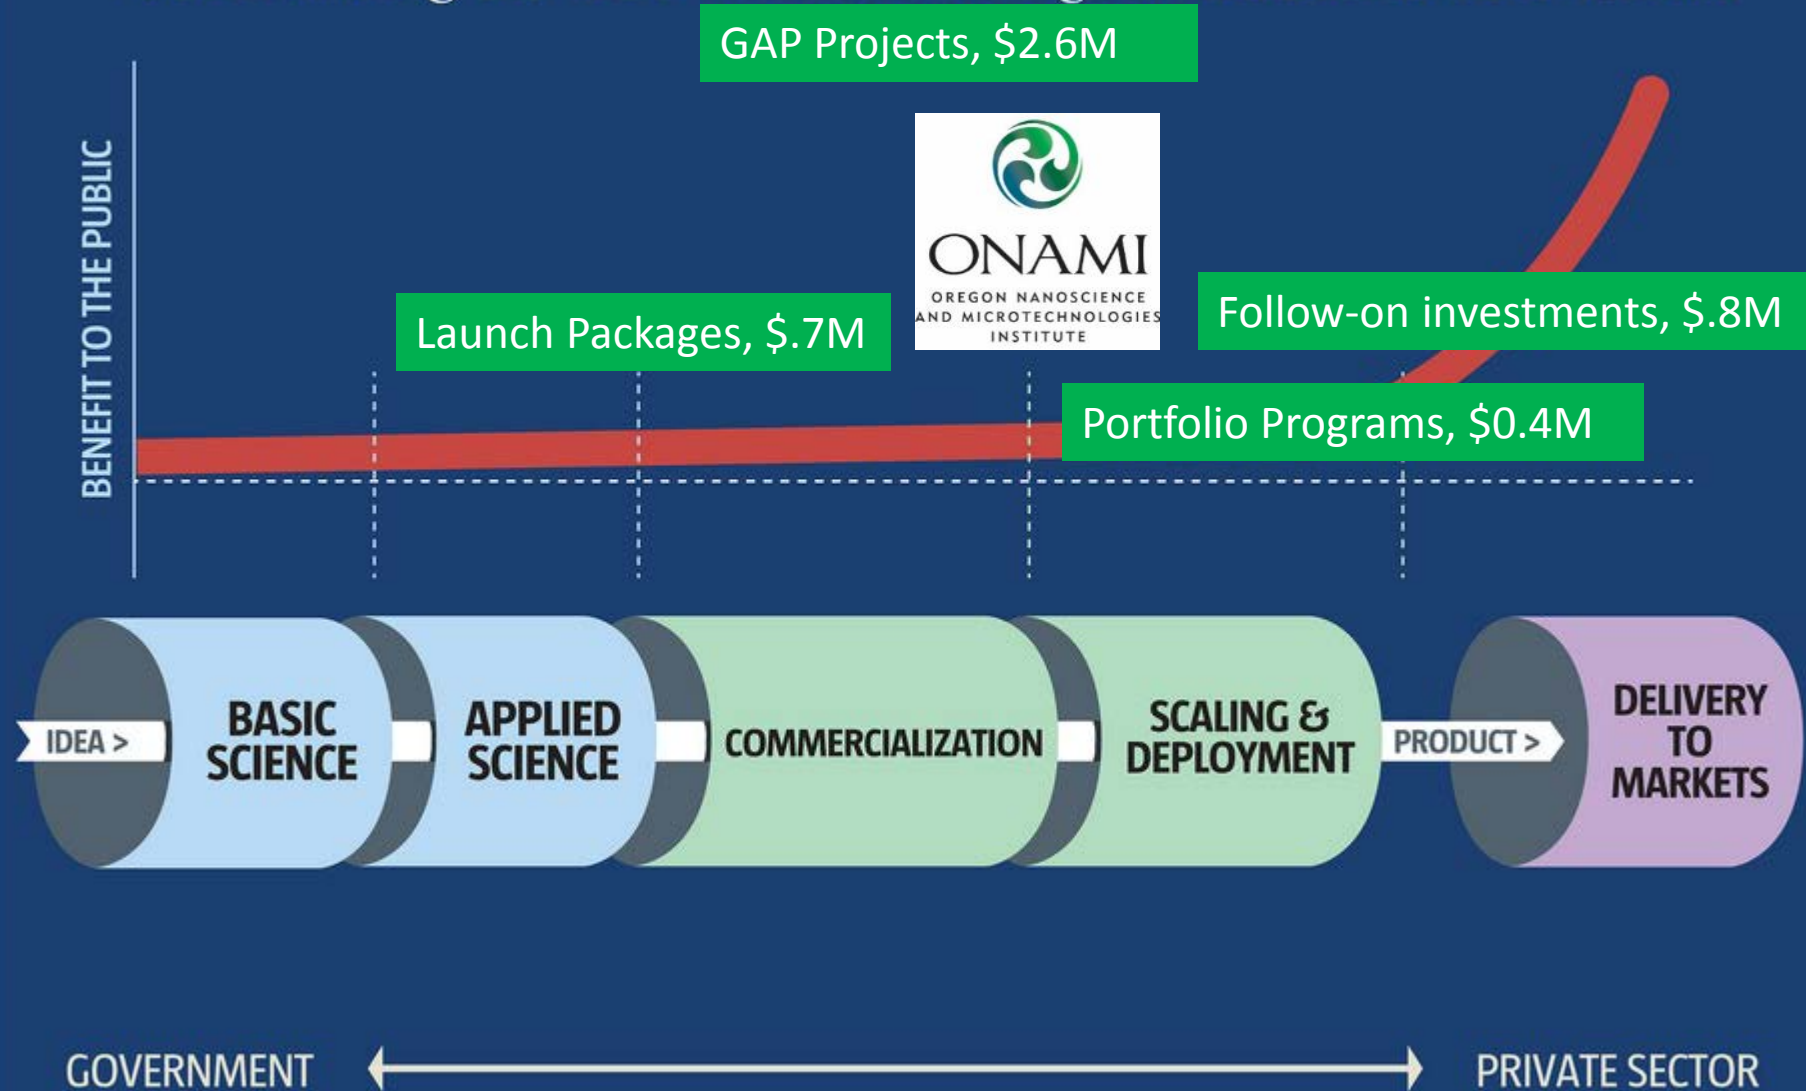 GAP Projects, $2.6M
BENEFIT TO THE PUBLIC
ONAMI
OREGON NANOSCIENCE
AND MICROTECHNOLOGIES
INSTITUTE
Launch Packages, $.7M
Follow-on investments, $.8M
Portfolio Programs, $0.4M
IDEA >
BASIC
SCIENCE
APPLIED
SCIENCE
COMMERCIALIZATION
SCALING &
DEPLOYMENT
PRODUCT >
DELIVERY
TO
MARKETS
GOVERNMENT
PRIVATE SECTOR